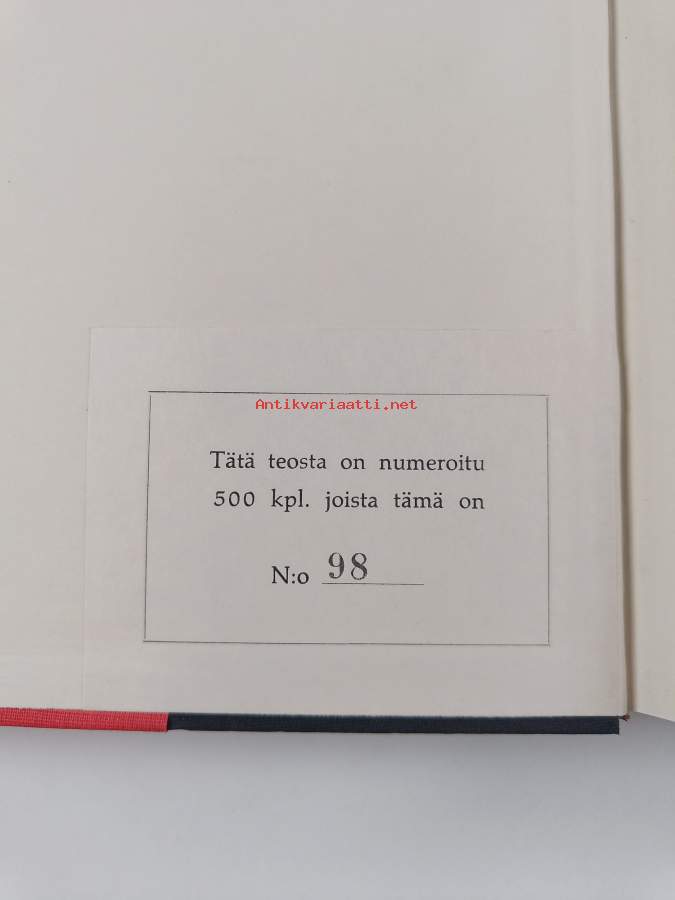 Antikvariaatti.net
Tätä teosta on numeroitu
500 kpl. joista tämä on
N:o 98